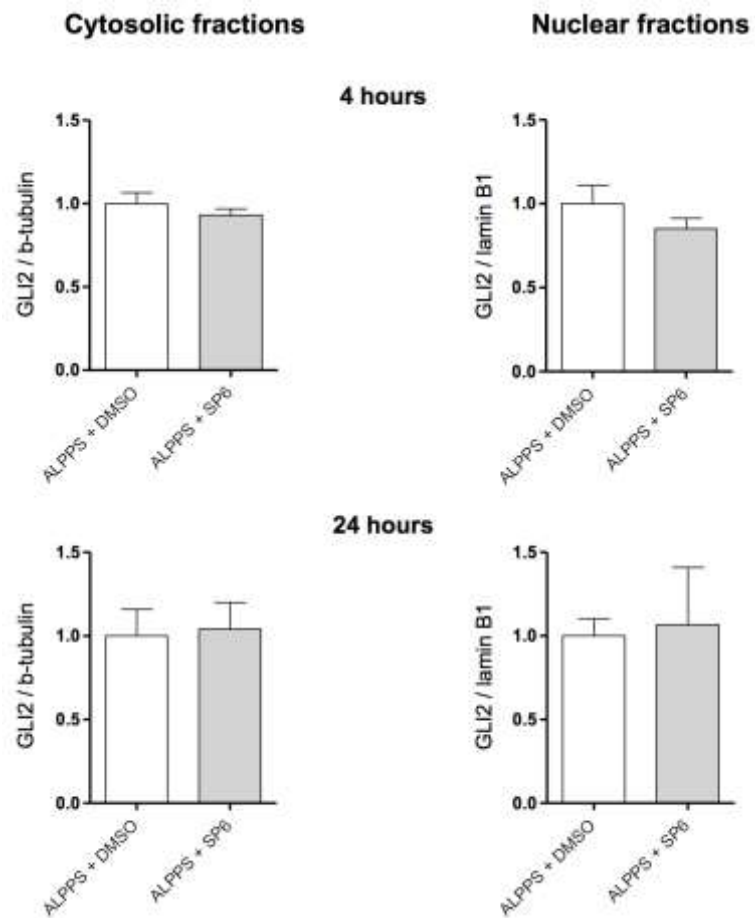 Cytosolic fractions
Nuclear fractions
4 hours
GLI2 / b-tubulin
1.5
1.0
0.5
0.0
ALPPS + DMSO
ALPPS + SP6
GLI2 / lamin B1
1.5
1.0
0.5
0.0
ALPPS + DMSO
ALPPS + SP6
24 hours
GLI2 / b-tubulin
1.5
1.0
0.5
0.0
ALPPS + DMSO
ALPPS + SP6
GLI2 / lamin B1
1.5
1.0
0.5
0.0
ALPPS + DMSO
ALPPS + SP6